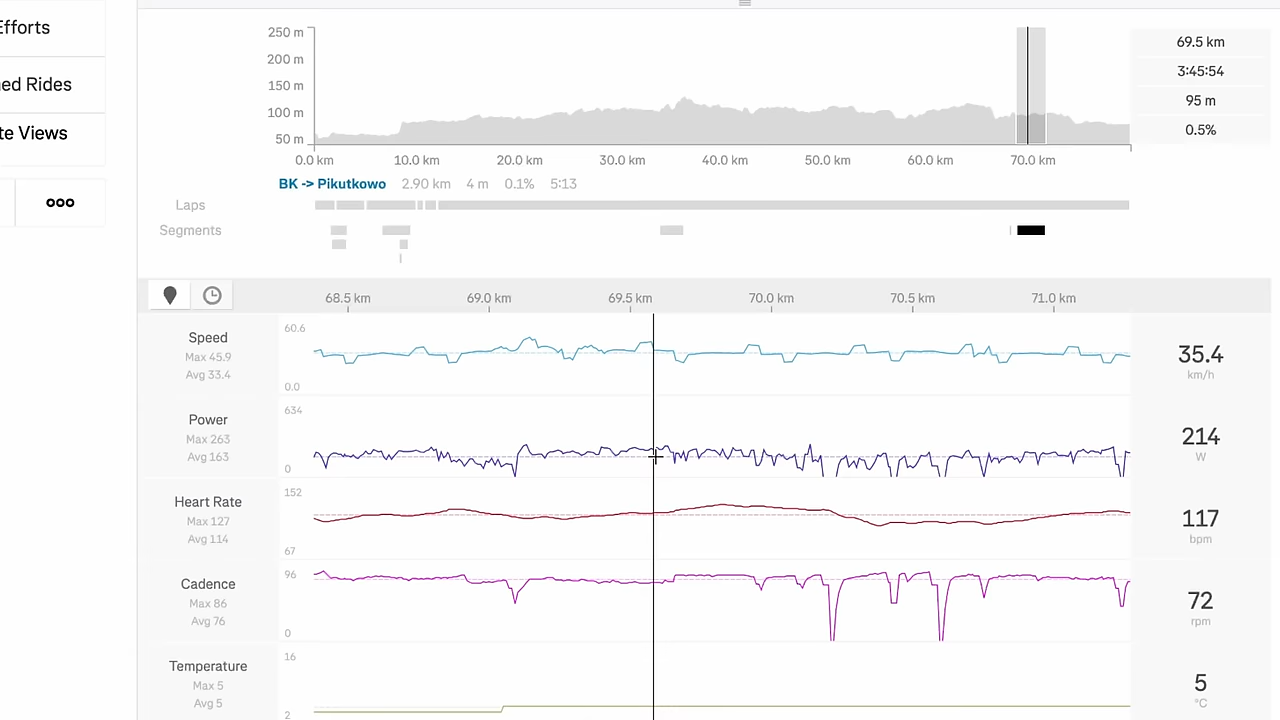 Efforts
ed Rides
te Views
250 m
200 m
150 m
100 m
50 m
0.0 km 10.0 km 20.0 km 30.0 km 40.0 km 50.0 km 60.0 km 70.0 km
69.5 km
3:45:54
95 m
0.5%
BK -> Pikutkowo 2.90 km 4 m 0.1% 5:13
Laps
Segments
68.5 km 69.0 km 69.5 km 70.0 km 70.5 km 71.0 km
Speed
Max 45.9
Avg 33.4
60.6
0.0
35.4
km/h
Power
Max 263
Avg 163
634
0
214
W
Heart Rate
Max 127
Avg 114
152
67
117
bpm
Cadence
Max 86
Avg 76
96
0
72
rpm
Temperature
Max 5
Avg 5
16
2
5
°C